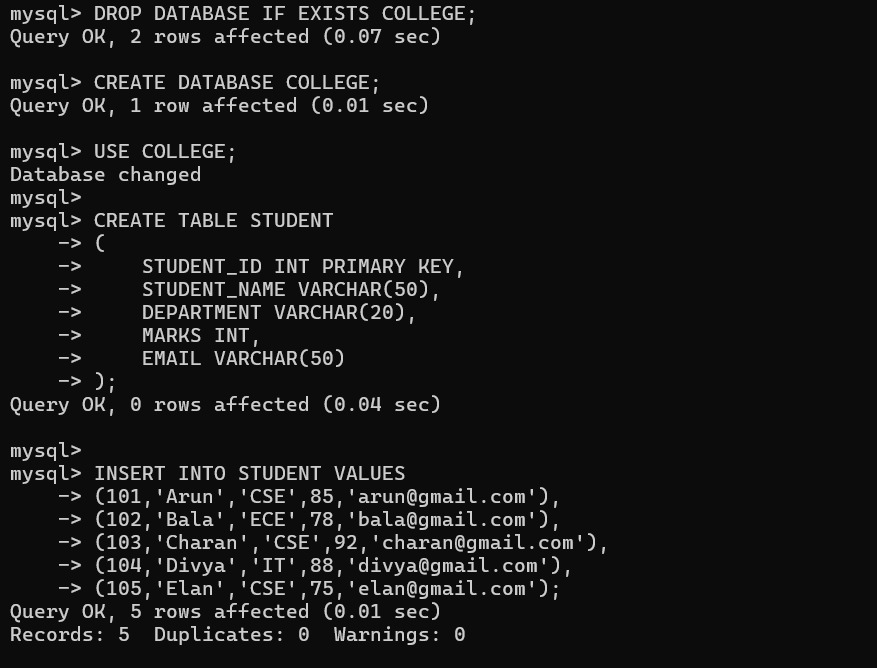 mysql> DROP DATABASE IF EXISTS COLLEGE;
Query OK, 2 rows affected (0.07 sec)
mysql> CREATE DATABASE COLLEGE;
Query OK, 1 row affected (0.01 sec)
mysql> USE COLLEGE;
Database changed
mysql>
mysql> CREATE TABLE STUDENT
    -> (
    ->     STUDENT_ID INT PRIMARY KEY,
    ->     STUDENT_NAME VARCHAR(50),
    ->     DEPARTMENT VARCHAR(20),
    ->     MARKS INT,
    ->     EMAIL VARCHAR(50)
    -> );
Query OK, 0 rows affected (0.04 sec)
mysql>
mysql> INSERT INTO STUDENT VALUES
    -> (101,'Arun','CSE',85,'arun@gmail.com'),
    -> (102,'Bala','ECE',78,'bala@gmail.com'),
    -> (103,'Charan','CSE',92,'charan@gmail.com'),
    -> (104,'Divya','IT',88,'divya@gmail.com'),
    -> (105,'Elan','CSE',75,'elan@gmail.com');
Query OK, 5 rows affected (0.01 sec)
Records: 5  Duplicates: 0  Warnings: 0